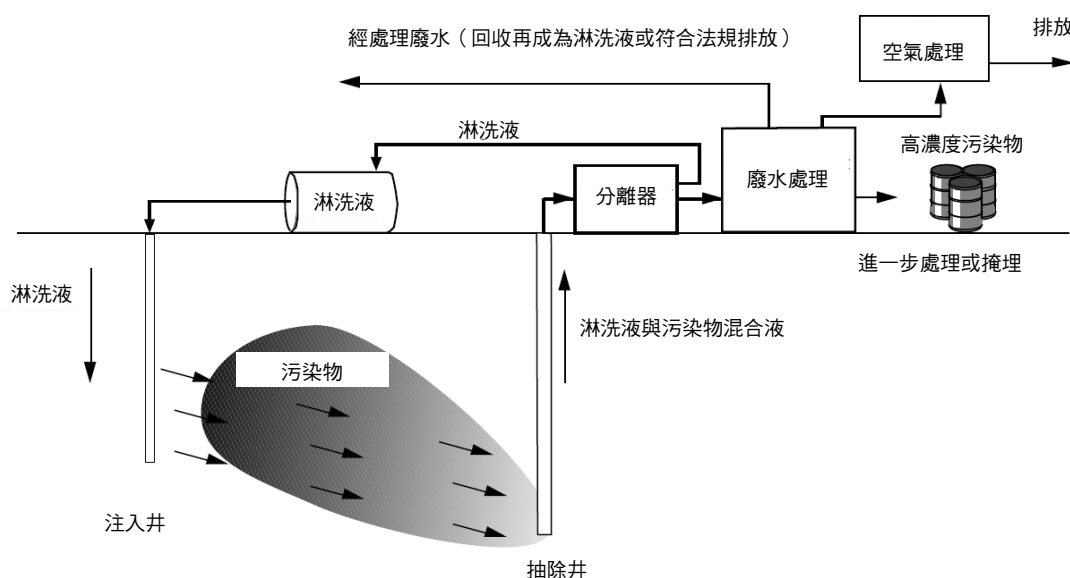 經處理廢水（回收再成為淋洗液或符合法規排放）
排放
空氣處理
淋洗液
高濃度污染物
廢水處理
分離器
淋洗液
進一步處理或掩埋
淋洗液
淋洗液與污染物混合液
污染物
注入井
抽除井